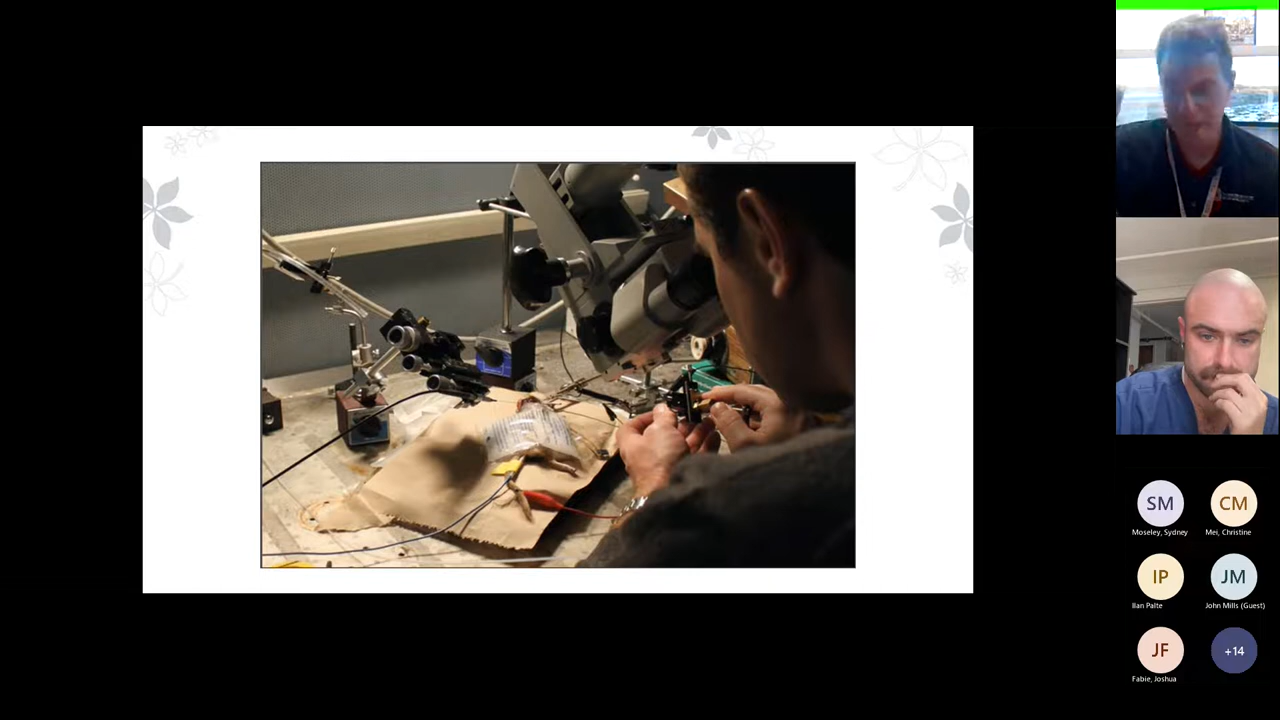 SM
CM
Moseley, Sydney
Mei, Christine
IP
JM
Ilan Palte
John Mills (Guest)
JF
+14
Fabie, Joshua